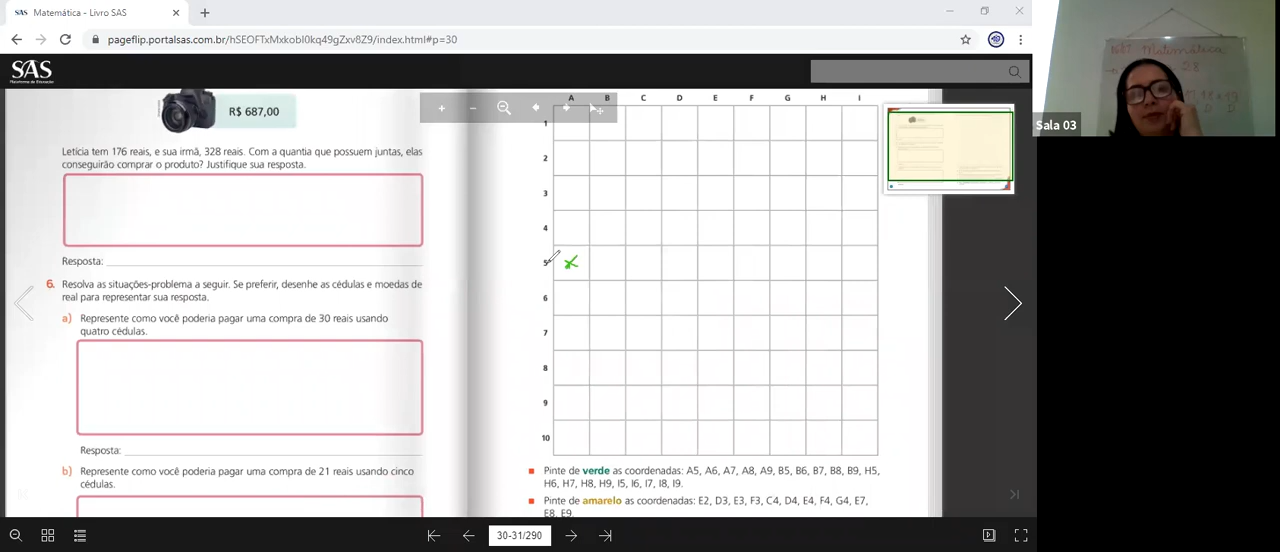 SAS Matemática - Livro SAS
pageflip.portalsas.com.br/hSEOFTxMxkobI0kq49gZxv8Z9/index.html#p=30
SAS
Plataforma de Educação
R$ 687,00
Letícia tem 176 reais, e sua irmã, 328 reais. Com a quantia que possuem juntas, elas
conseguirão comprar o produto? Justifique sua resposta.
Resposta:
6. Resolva as situações-problema a seguir. Se preferir, desenhe as cédulas e moedas de
real para representar sua resposta.
a) Represente como você poderia pagar uma compra de 30 reais usando
quatro cédulas.
Resposta:
b) Represente como você poderia pagar uma compra de 21 reais usando cinco
cédulas.
A B C D E F G H I
1
2
3
4
5
6
7
8
9
10
Pinte de verde as coordenadas: A5, A6, A7, A8, A9, B5, B6, B7, B8, B9, H5,
H6, H7, H8, H9, I5, I6, I7, I8, I9.
Pinte de amarelo as coordenadas: E2, D3, E3, F3, C4, D4, E4, F4, G4, E7,
E8, E9.
30-31/290
Matemática
Sala 03